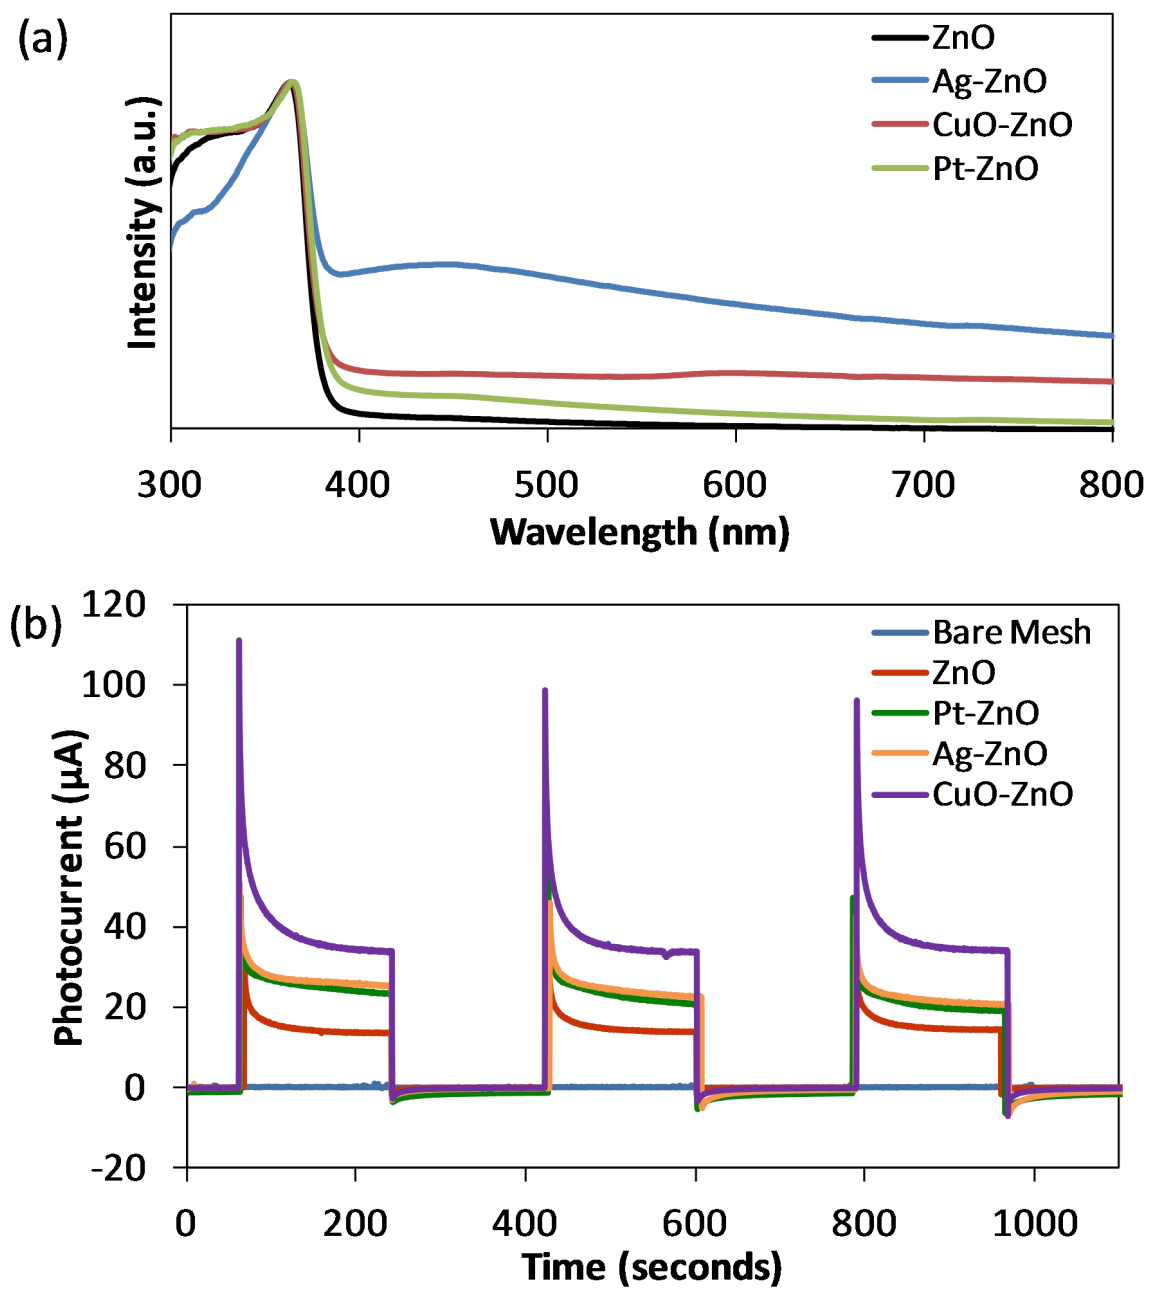 (a)
ZnO
Ag-ZnO
CuO-ZnO
Pt-ZnO
Intensity (a.u.)
300 400 500 600 700 800
Wavelength (nm)
(b)
120
100
80
60
40
20
0
-20
Bare Mesh
ZnO
Pt-ZnO
Ag-ZnO
CuO-ZnO
Photocurrent (µA)
0 200 400 600 800 1000
Time (seconds)